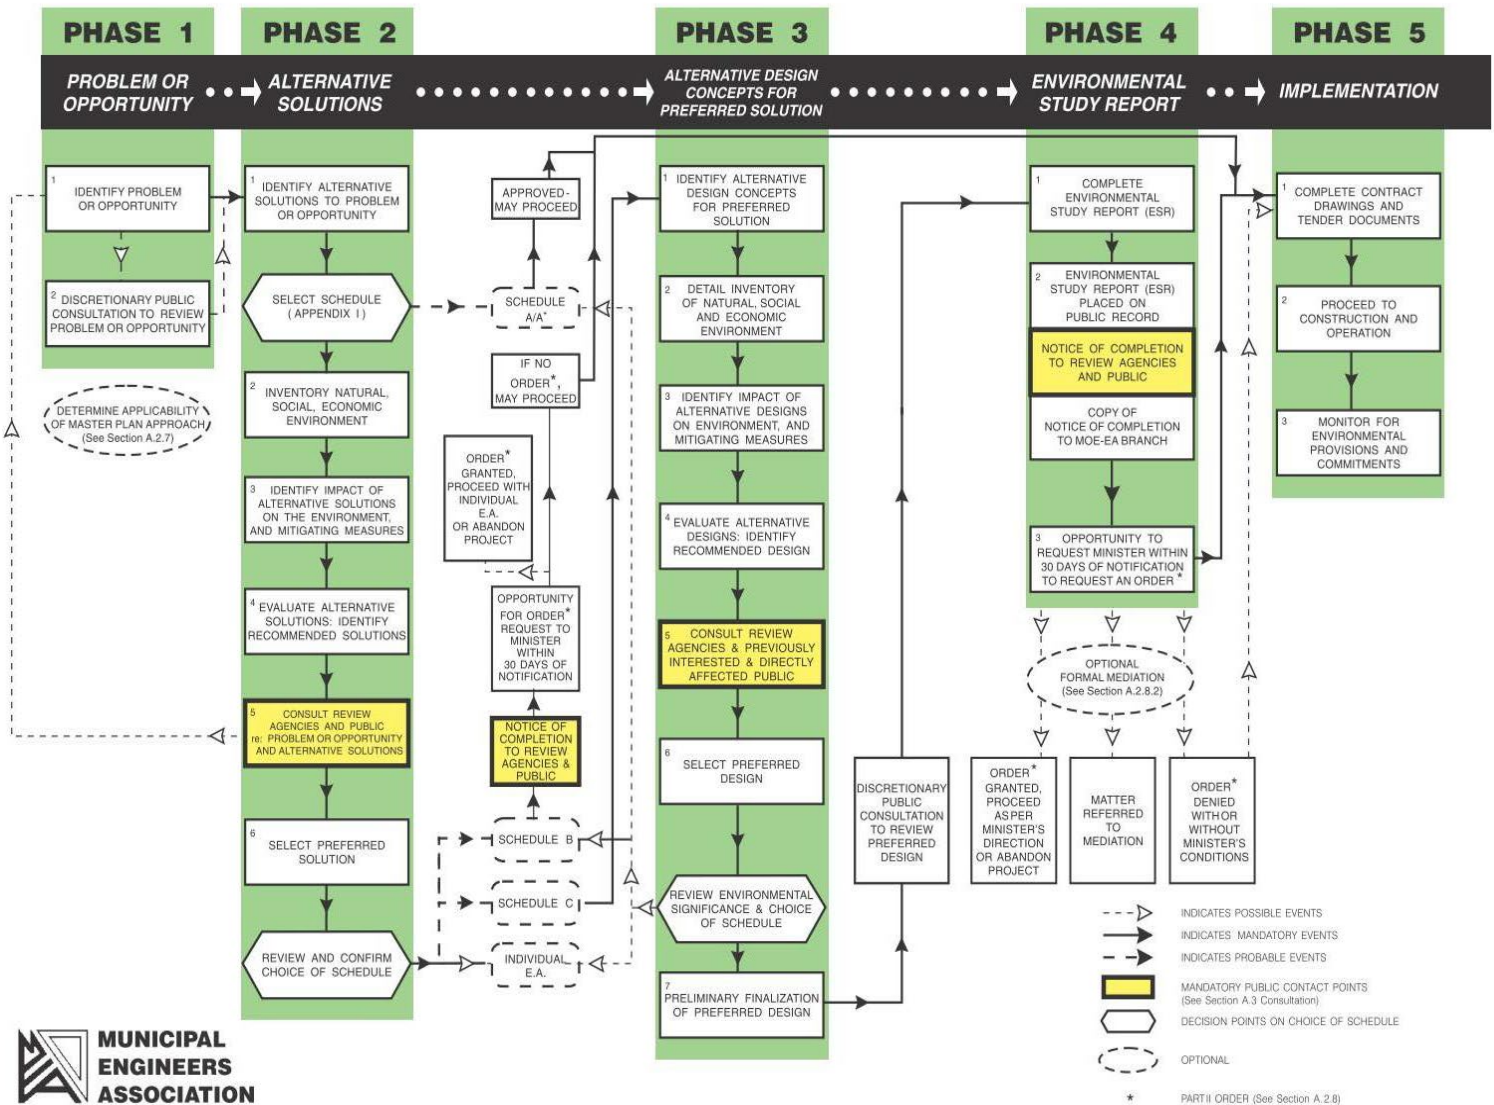 PHASE 1
PHASE 2
PHASE 3
PHASE 4
PHASE 5
PROBLEM OR
OPPORTUNITY
ALTERNATIVE
SOLUTIONS
ALTERNATIVE DESIGN
CONCEPTS FOR
PREFERRED SOLUTION
ENVIRONMENTAL
STUDY REPORT
IMPLEMENTATION
1
IDENTIFY PROBLEM
OR OPPORTUNITY
2 DISCRETIONARY PUBLIC
CONSULTATION TO REVIEW
PROBLEM OR OPPORTUNITY
DETERMINE APPLICABILITY
OF MASTER PLAN APPROACH
(See Section A.2.7)
1 IDENTIFY ALTERNATIVE
SOLUTIONS TO PROBLEM
OR OPPORTUNITY
SELECT SCHEDULE
( APPENDIX I )
2
INVENTORY NATURAL,
SOCIAL, ECONOMIC
ENVIRONMENT
3 IDENTIFY IMPACT OF
ALTERNATIVE SOLUTIONS
ON THE ENVIRONMENT,
AND MITIGATING MEASURES
4 EVALUATE ALTERNATIVE
SOLUTIONS: IDENTIFY
RECOMMENDED SOLUTIONS
5 CONSULT REVIEW
AGENCIES AND PUBLIC
re: PROBLEM OR OPPORTUNITY
AND ALTERNATIVE SOLUTIONS
6
SELECT PREFERRED
SOLUTION
REVIEW AND CONFIRM
CHOICE OF SCHEDULE
APPROVED-
MAY PROCEED
SCHEDULE
A/A+
IF NO
ORDER*,
MAY PROCEED
ORDER*
GRANTED,
PROCEED WITH
INDIVIDUAL
E.A.
OR ABANDON
PROJECT
OPPORTUNITY
FOR ORDER*
REQUEST TO
MINISTER
WITHIN
30 DAYS OF
NOTIFICATION
NOTICE OF
COMPLETION
TO REVIEW
AGENCIES &
PUBLIC
SCHEDULE B
SCHEDULE C
INDIVIDUAL
E.A.
1 IDENTIFY ALTERNATIVE
DESIGN CONCEPTS
FOR PREFERRED
SOLUTION
2 DETAIL INVENTORY
OF NATURAL, SOCIAL
AND ECONOMIC
ENVIRONMENT
3 IDENTIFY IMPACT OF
ALTERNATIVE DESIGNS
ON ENVIRONMENT, AND
MITIGATING MEASURES
4 EVALUATE ALTERNATIVE
DESIGNS: IDENTIFY
RECOMMENDED DESIGN
5 CONSULT REVIEW
AGENCIES & PREVIOUSLY
INTERESTED & DIRECTLY
AFFECTED PUBLIC
6
SELECT PREFERRED
DESIGN
REVIEW ENVIRONMENTAL
SIGNIFICANCE & CHOICE
OF SCHEDULE
7
PRELIMINARY FINALIZATION
OF PREFERRED DESIGN
DISCRETIONARY
PUBLIC
CONSULTATION
TO REVIEW
PREFERRED
DESIGN
1
COMPLETE
ENVIRONMENTAL
STUDY REPORT (ESR)
2 ENVIRONMENTAL
STUDY REPORT (ESR)
PLACED ON
PUBLIC RECORD
NOTICE OF COMPLETION
TO REVIEW AGENCIES
AND PUBLIC
COPY OF
NOTICE OF COMPLETION
TO MOE-EA BRANCH
3 OPPORTUNITY TO
REQUEST MINISTER WITHIN
30 DAYS OF NOTIFICATION
TO REQUEST AN ORDER*
OPTIONAL
FORMAL MEDIATION
(See Section A.2.8.2)
ORDER*
GRANTED,
PROCEED
AS PER
MINISTER'S
DIRECTION
OR ABANDON
PROJECT
MATTER
REFERRED
TO
MEDIATION
ORDER*
DENIED
WITH OR
WITHOUT
MINISTER'S
CONDITIONS
1
COMPLETE CONTRACT
DRAWINGS AND
TENDER DOCUMENTS
2
PROCEED TO
CONSTRUCTION AND
OPERATION
3 MONITOR FOR
ENVIRONMENTAL
PROVISIONS AND
COMMITMENTS
INDICATES POSSIBLE EVENTS
INDICATES MANDATORY EVENTS
INDICATES PROBABLE EVENTS
MANDATORY PUBLIC CONTACT POINTS
(See Section A.3 Consultation)
DECISION POINTS ON CHOICE OF SCHEDULE
OPTIONAL
* PART II ORDER (See Section A.2.8)
MUNICIPAL
ENGINEERS
ASSOCIATION